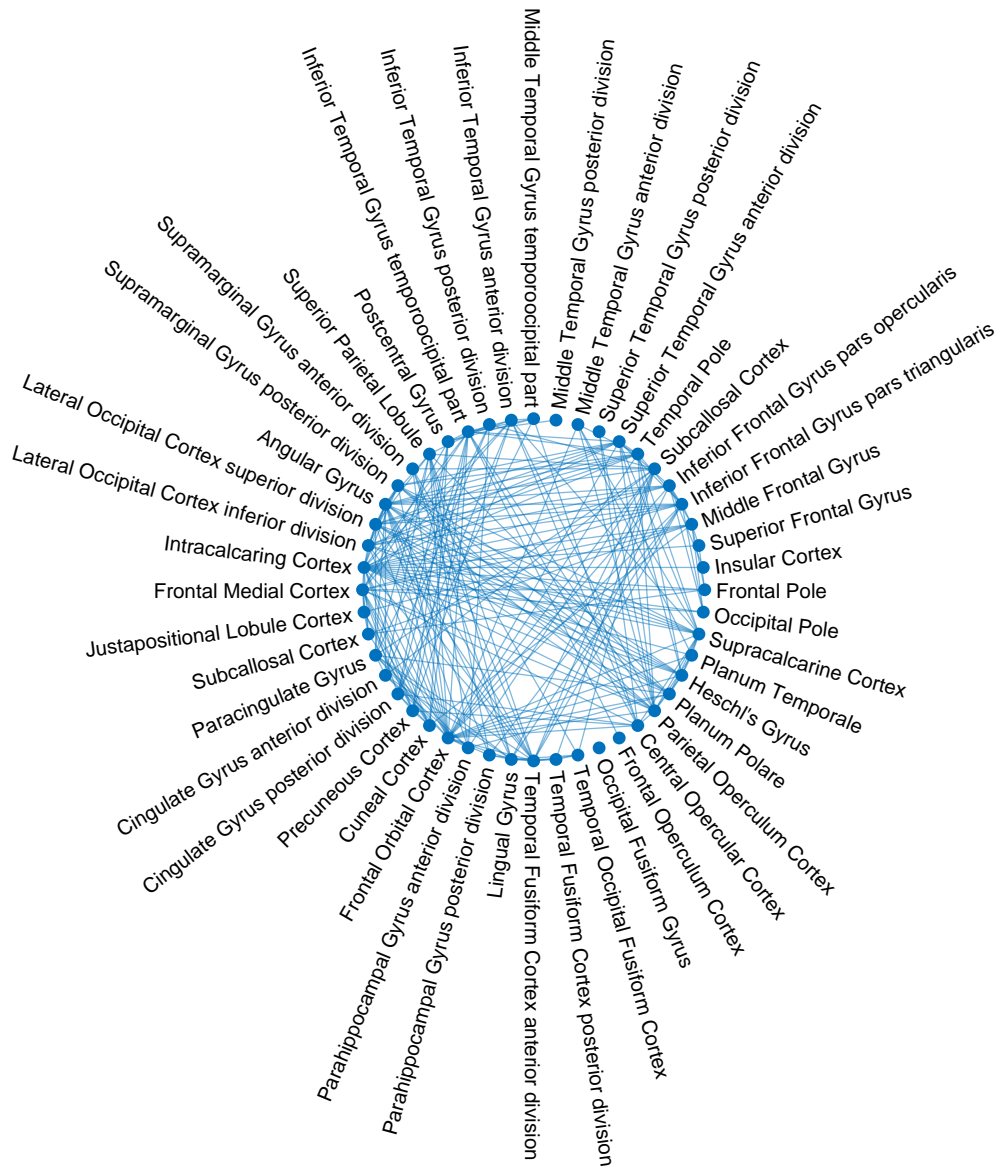 Middle Temporal Gyrus temporoocipital part
Middle Temporal Gyrus posterior division
Middle Temporal Gyrus anterior division
Superior Temporal Gyrus posterior division
Superior Temporal Gyrus anterior division
Temporal Pole
Subcallosal Cortex
Inferior Frontal Gyrus pars opercularis
Inferior Frontal Gyrus pars triangularis
Middle Frontal Gyrus
Superior Frontal Gyrus
Insular Cortex
Frontal Pole
Occipital Pole
Supracalcarine Cortex
Planum Temporale
Heschl's Gyrus
Planum Polare
Parietal Operculum Cortex
Central Opercular Cortex
Frontal Operculum Cortex
Occipital Fusiform Gyrus
Temporal Occipital Fusiform Cortex
Temporal Fusiform Cortex posterior division
Temporal Fusiform Cortex anterior division
Lingual Gyrus
Parahippocampal Gyrus posterior division
Parahippocampal Gyrus anterior division
Frontal Orbital Cortex
Cuneal Cortex
Precuneous Cortex
Cingulate Gyrus posterior division
Cingulate Gyrus anterior division
Paracingulate Gyrus
Subcallosal Cortex
Justapositional Lobule Cortex
Frontal Medial Cortex
Intracalcaring Cortex
Lateral Occipital Cortex inferior division
Lateral Occipital Cortex superior division
Angular Gyrus
Supramarginal Gyrus posterior division
Supramarginal Gyrus anterior division
Superior Parietal Lobule
Postcentral Gyrus
Inferior Temporal Gyrus temporoocipital part
Inferior Temporal Gyrus posterior division
Inferior Temporal Gyrus anterior division